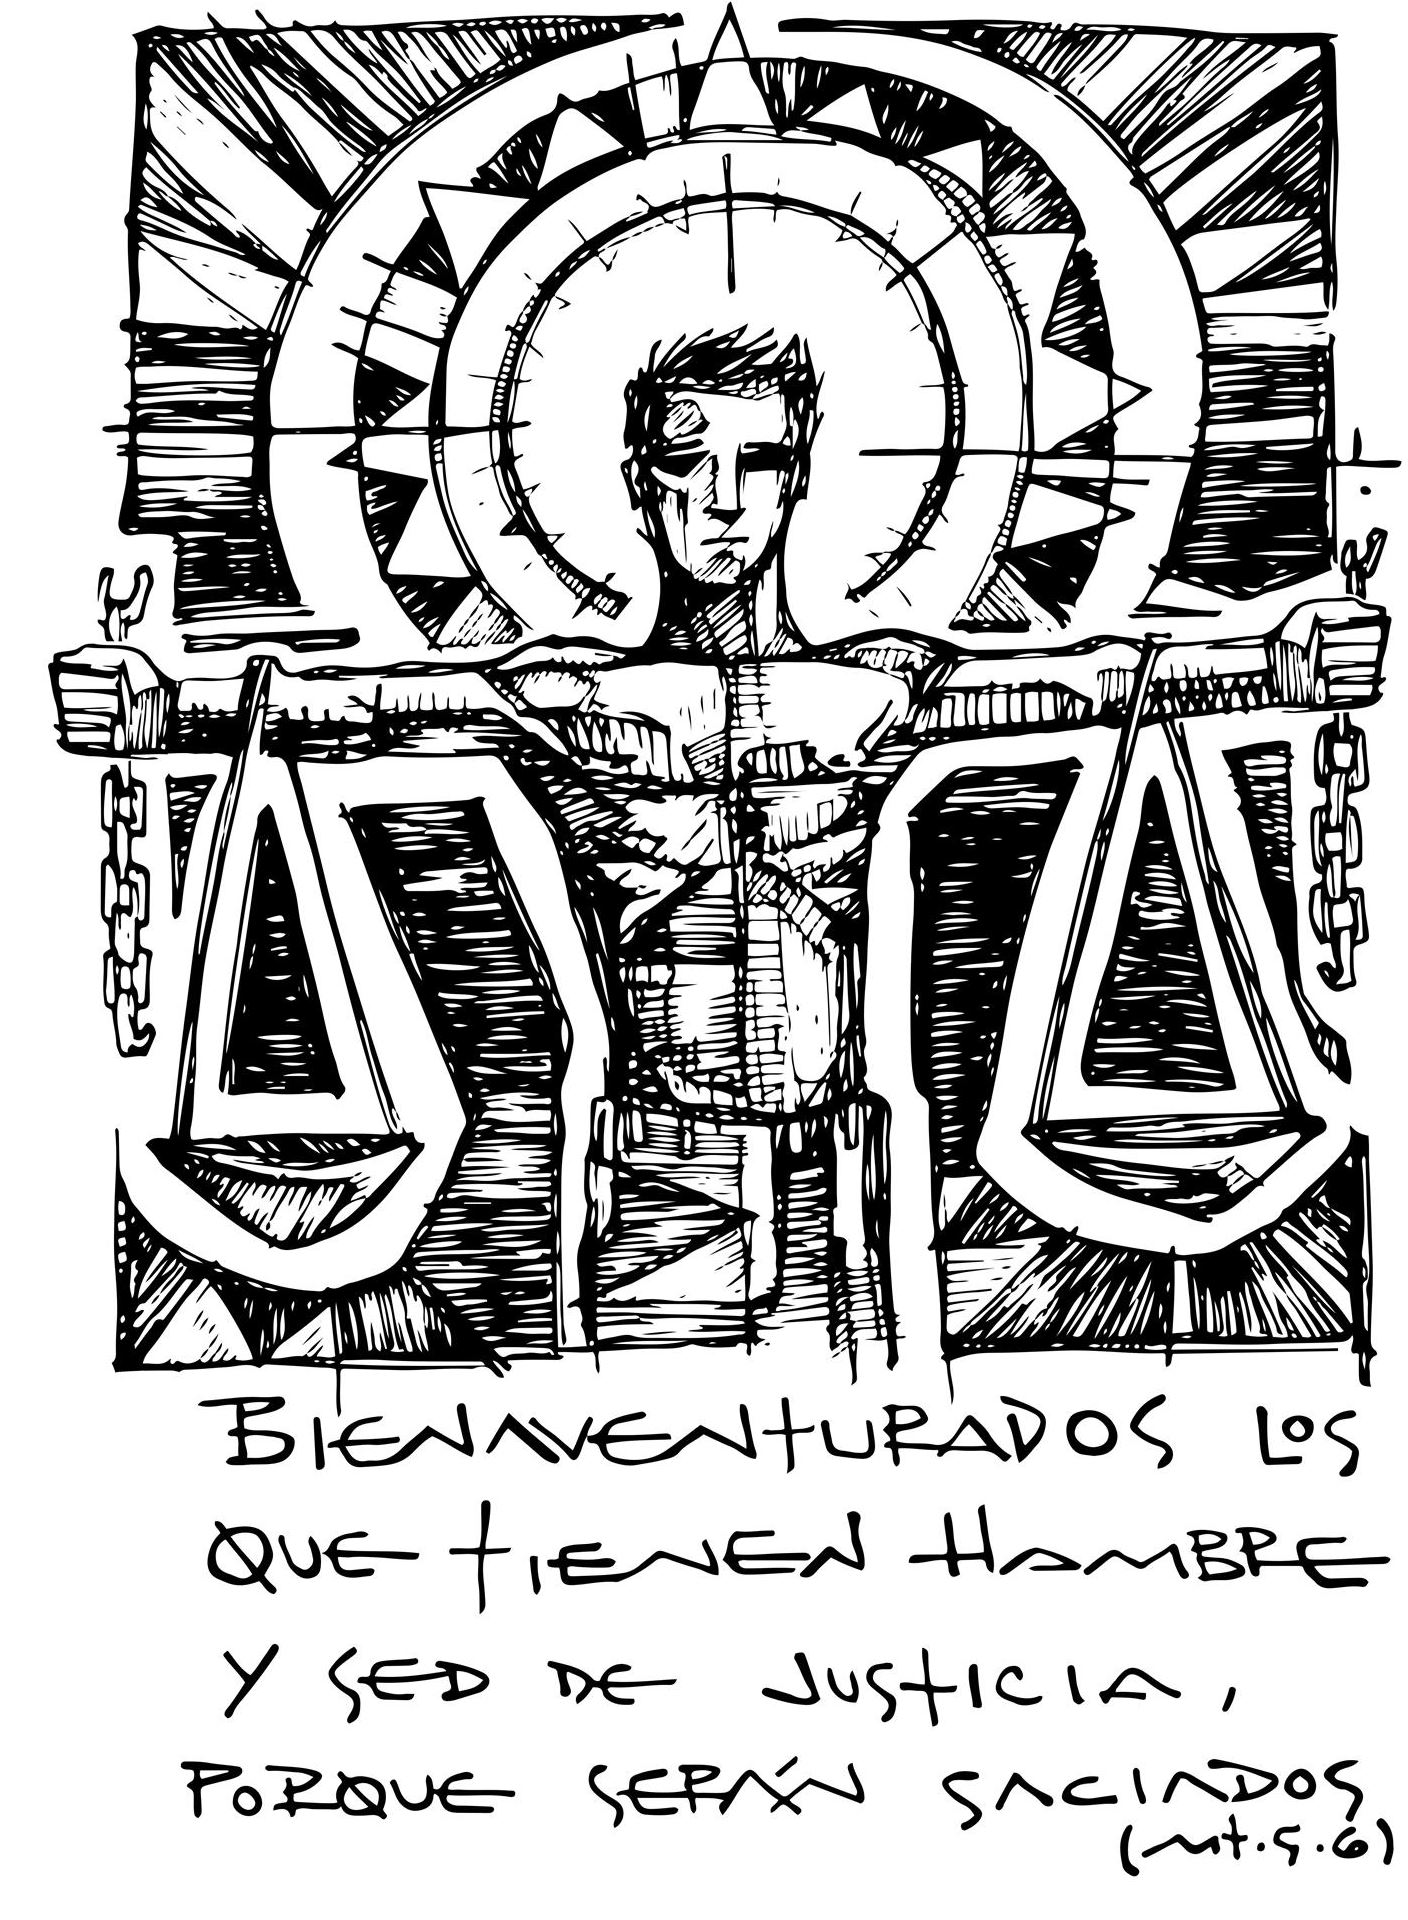 BIENAVENTURADOS LOS
QUE TIENEN HAMBRE
Y SED DE JUSTICIA,
PORQUE SERÁN SACIADOS
(Mt.5.6)